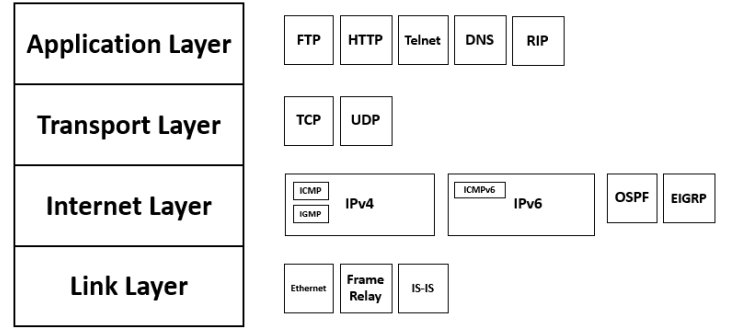 Application Layer
FTP
HTTP
Telnet
DNS
RIP
Transport Layer
TCP
UDP
Internet Layer
ICMP
IGMP
IPv4
ICMPv6
IPv6
OSPF
EIGRP
Link Layer
Ethernet
Frame
Relay
IS-IS